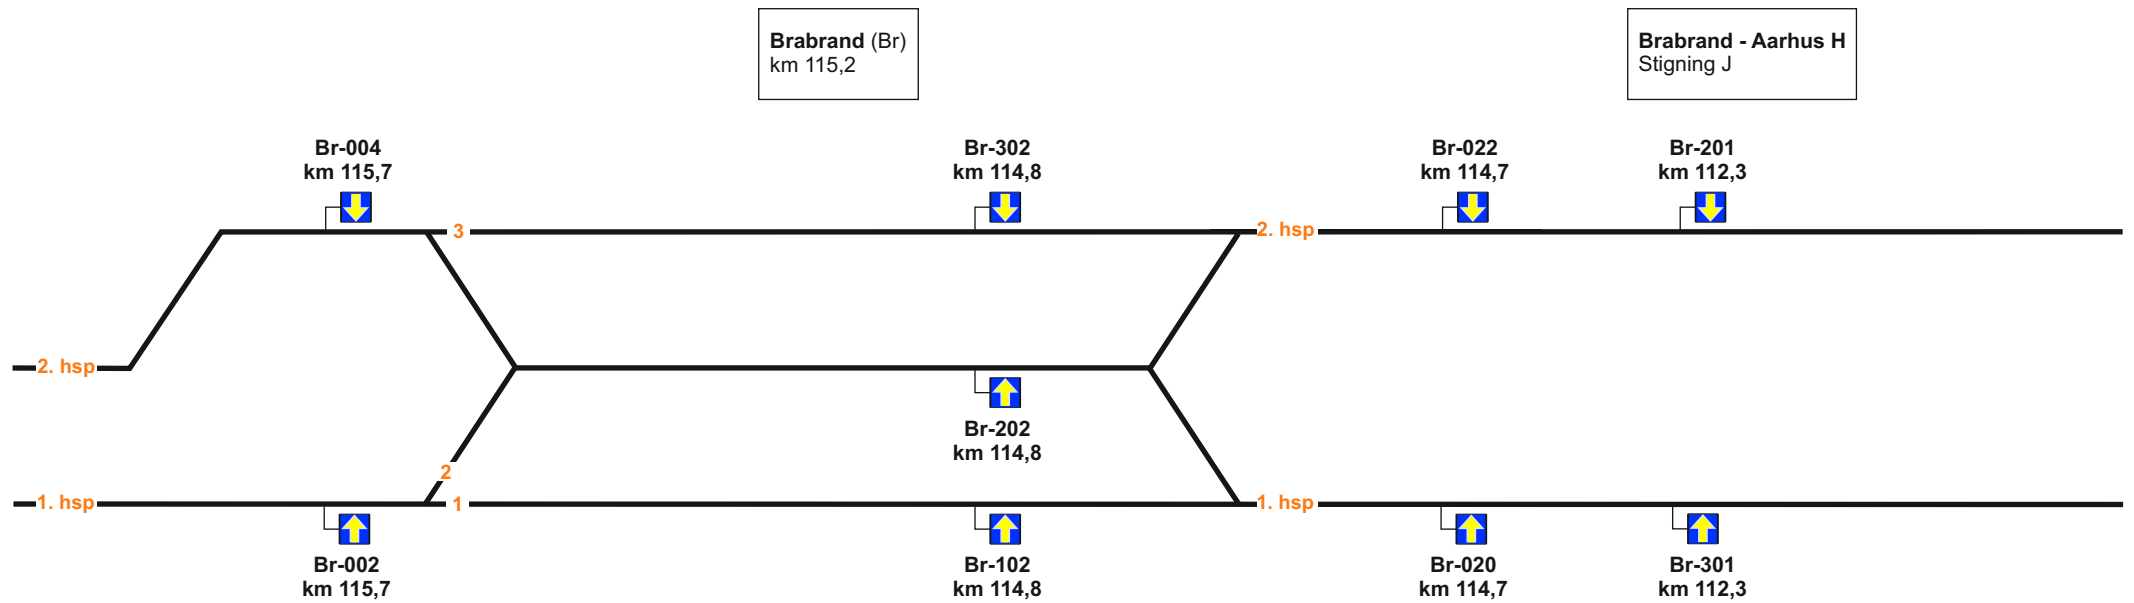 Brabrand (Br)
km 115,2
Brabrand - Aarhus H
Stigning J
Br-004
km 115,7
Br-302
km 114,8
Br-022
km 114,7
Br-201
km 112,3
3
2. hsp
2. hsp
Br-202
km 114,8
2
1. hsp
1
1. hsp
Br-002
km 115,7
Br-102
km 114,8
Br-020
km 114,7
Br-301
km 112,3